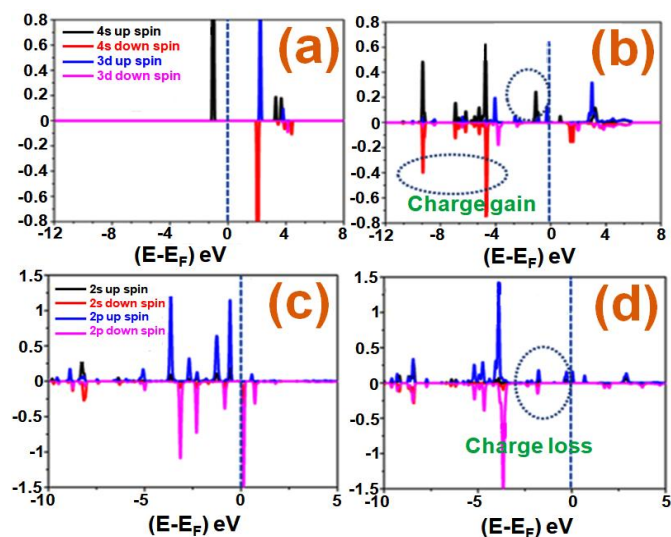 4s up spin
4s down spin
3d up spin
3d down spin
(a)
0.8
0.6
0.4
0.2
0
-0.2
-0.4
-0.6
-0.8
-12 -8 -4 0 4 8
(E-EF) eV
(b)
0.8
0.6
0.4
0.2
0
-0.2
-0.4
-0.6
-0.8
Charge gain
-12 -8 -4 0 4 8
(E-EF) eV
2s up spin
2s down spin
2p up spin
2p down spin
(c)
1.5
1
0.5
0
-0.5
-1
-1.5
-10 -5 0 5
(E-EF) eV
(d)
1.5
1
0.5
0
-0.5
-1
-1.5
Charge loss
-10 -5 0 5
(E-EF) eV